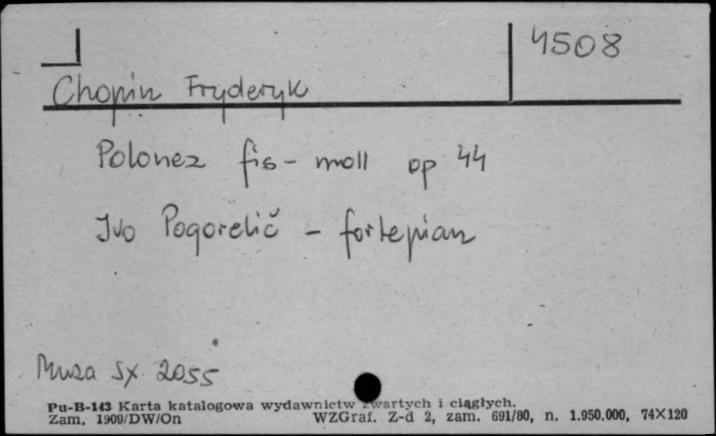 4508
Chopin Fryderyk
Polonez fis-moll op 44
Ivo Pogorelič - fortepian
Muza SX 2055
Pu-B-143 Karta katalogowa wydawnictw zwartych i ciągłych.
Zam. 1909/DW/On WZGraf. Z-d 2, zam. 691/80, n. 1.950.000, 74X120